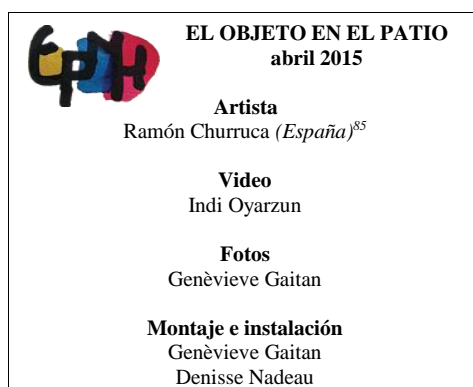 EPNH
EL OBJETO EN EL PATIO
abril 2015
Artista
Ramón Churruca (España)85
Video
Indi Oyarzun
Fotos
Genèvieve Gaitan
Montaje e instalación
Genèvieve Gaitan
Denisse Nadeau